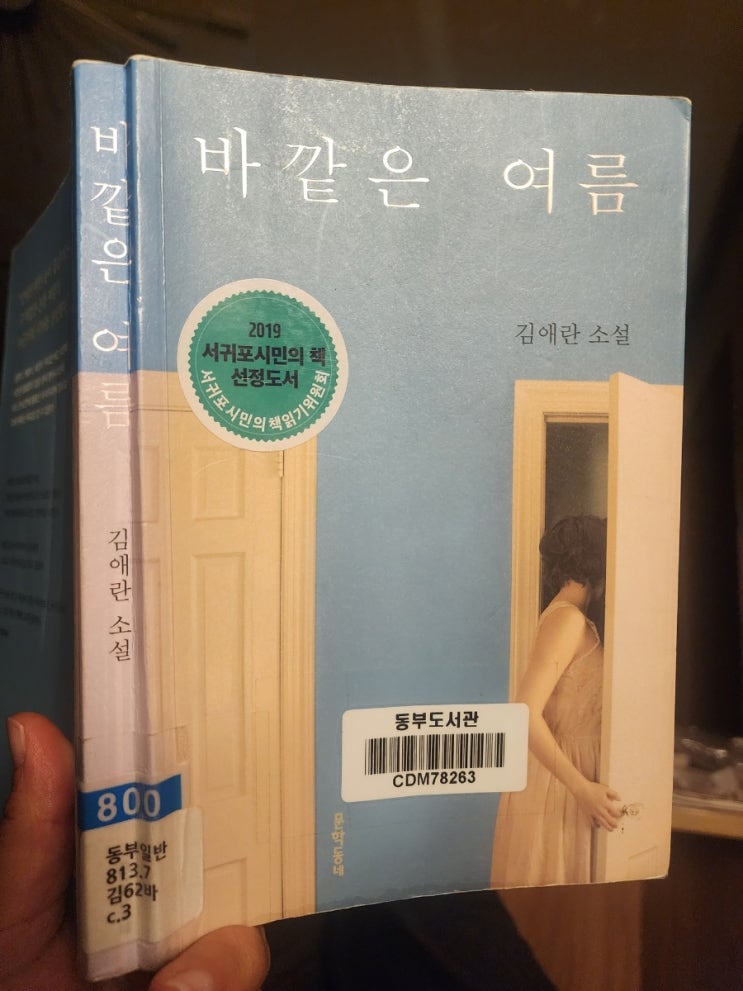 바깥은 여름
김애란 소설
2019
서귀포시민의 책
선정도서
서귀포시민의책읽기위원회
동부도서관
CDM78263
문학동네
바깥은 여름
김애란 소설
800
동부일반
813.7
김62바
c.3